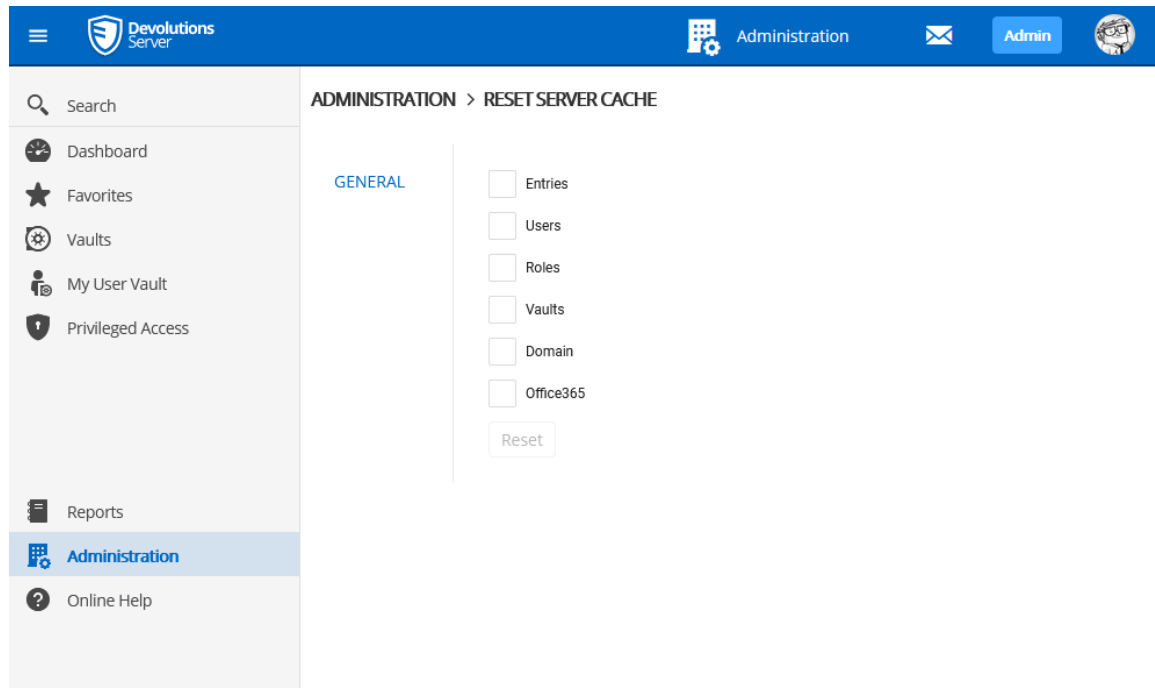 Devolutions
Server
Administration
Admin
Search
Dashboard
Favorites
Vaults
My User Vault
Privileged Access
Reports
Administration
Online Help
ADMINISTRATION > RESET SERVER CACHE
GENERAL
Entries
Users
Roles
Vaults
Domain
Office365
Reset